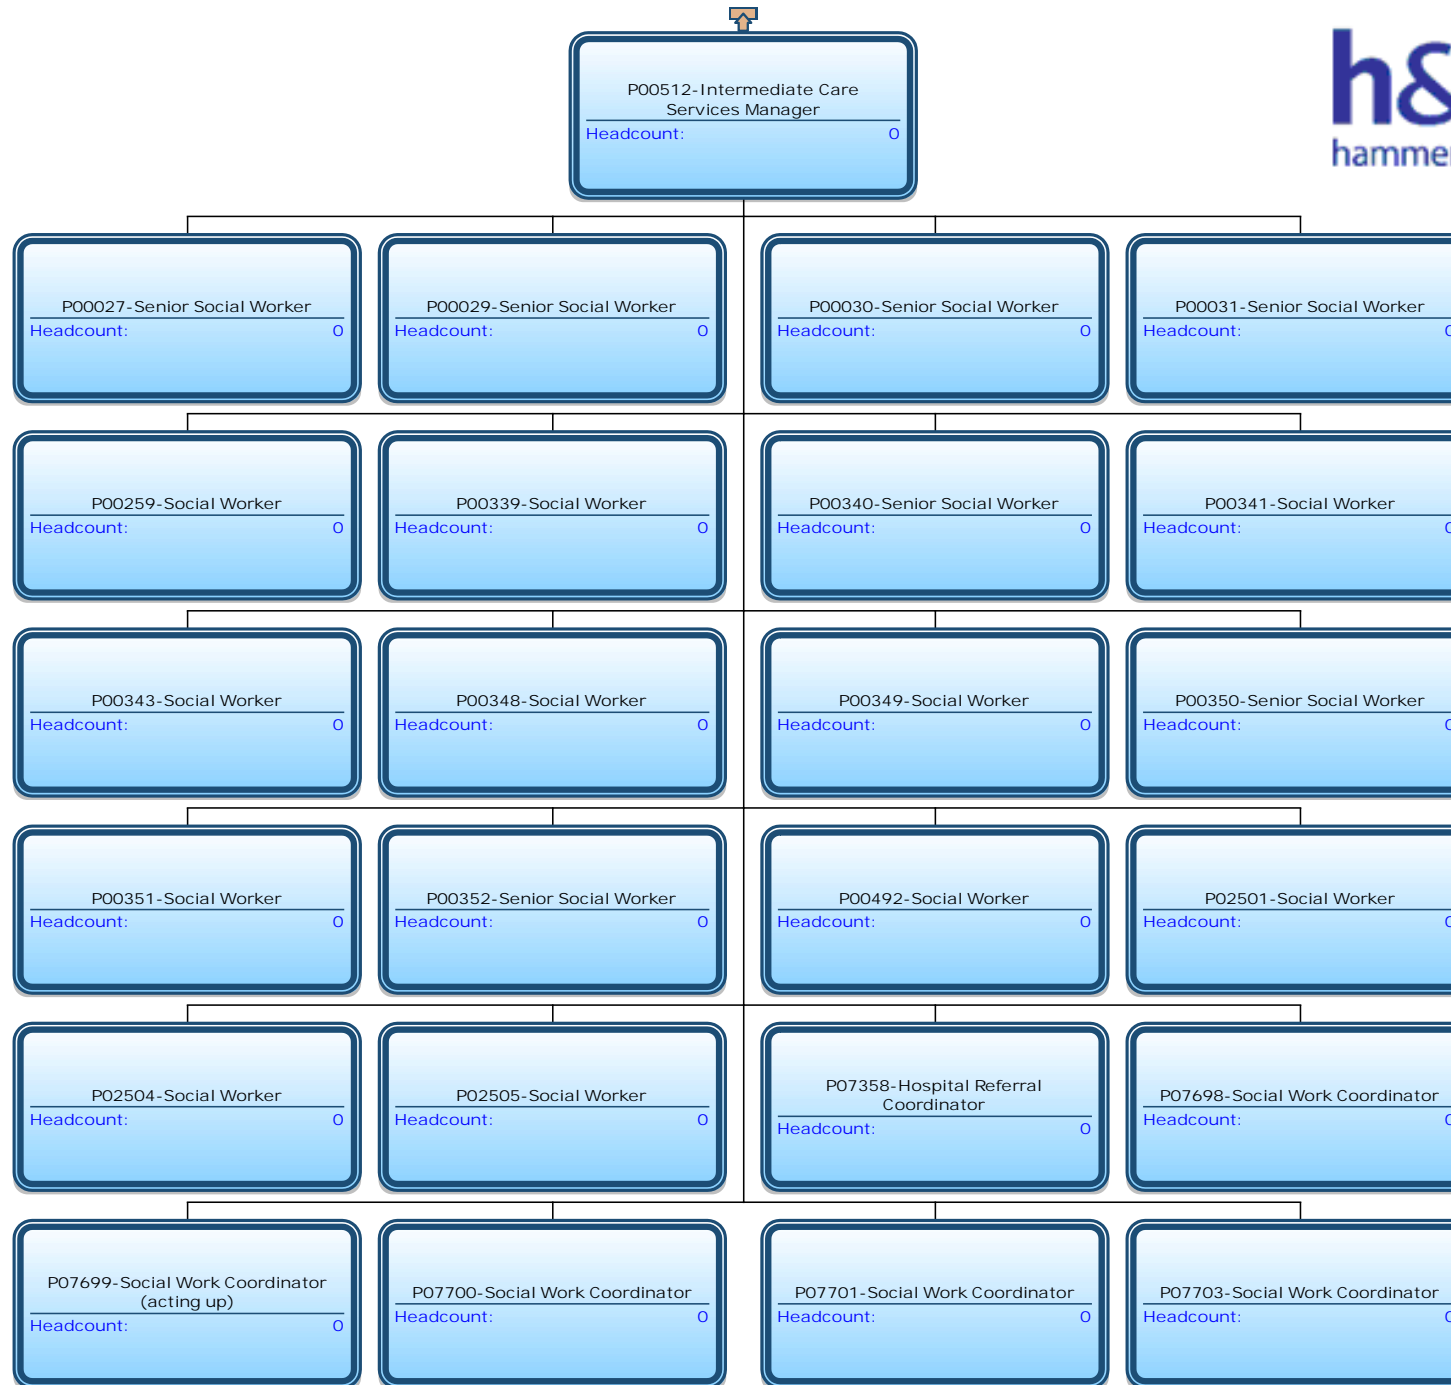 P00512-Intermediate Care
Services Manager
Headcount: 0
h&
hammer
P00027-Senior Social Worker
Headcount: 0
P00029-Senior Social Worker
Headcount: 0
P00030-Senior Social Worker
Headcount: 0
P00031-Senior Social Worker
Headcount: 0
P00259-Social Worker
Headcount: 0
P00339-Social Worker
Headcount: 0
P00340-Senior Social Worker
Headcount: 0
P00341-Social Worker
Headcount: 0
P00343-Social Worker
Headcount: 0
P00348-Social Worker
Headcount: 0
P00349-Social Worker
Headcount: 0
P00350-Senior Social Worker
Headcount: 0
P00351-Social Worker
Headcount: 0
P00352-Senior Social Worker
Headcount: 0
P00492-Social Worker
Headcount: 0
P02501-Social Worker
Headcount: 0
P02504-Social Worker
Headcount: 0
P02505-Social Worker
Headcount: 0
P07358-Hospital Referral
Coordinator
Headcount: 0
P07698-Social Work Coordinator
Headcount: 0
P07699-Social Work Coordinator
(acting up)
Headcount: 0
P07700-Social Work Coordinator
Headcount: 0
P07701-Social Work Coordinator
Headcount: 0
P07703-Social Work Coordinator
Headcount: 0